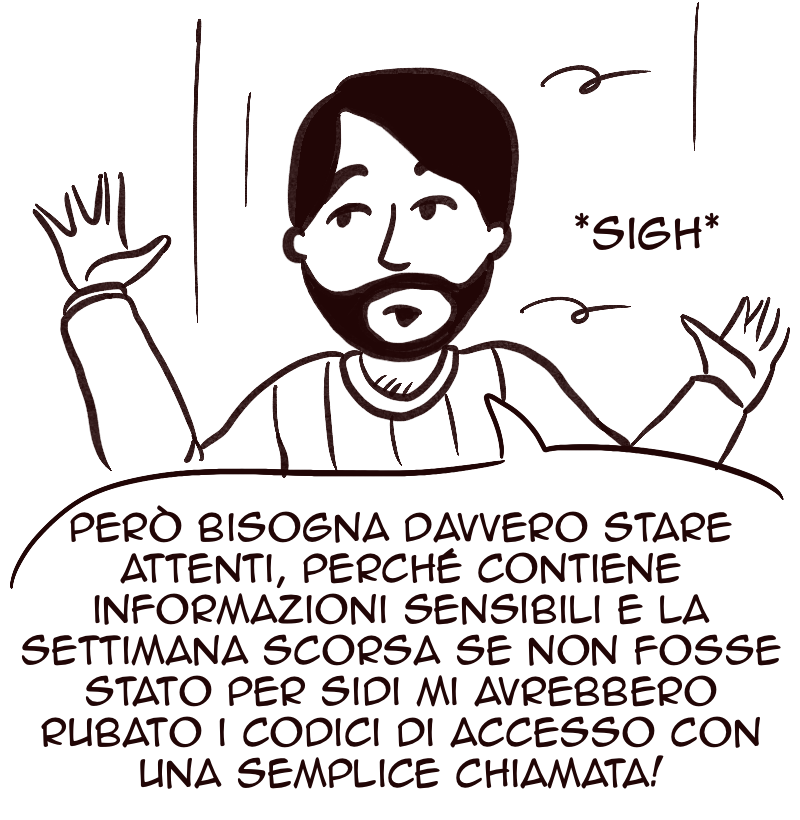 *SIGH*
PERÒ BISOGNA DAVVERO STARE
ATTENTI, PERCHÉ CONTIENE
INFORMAZIONI SENSIBILI E LA
SETTIMANA SCORSA SE NON FOSSE
STATO PER SIDI MI AVREBBERO
RUBATO I CODICI DI ACCESSO CON
UNA SEMPLICE CHIAMATA!